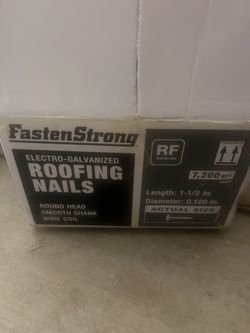 FastenStrong
ELECTRO-GALVANIZED
ROOFING
NAILS
ROUND HEAD
SMOOTH SHANK
WIRE COIL
RF
7,200
Length: 1-1/2 in.
Diameter: 0.120 in.
ACTUAL SIZE